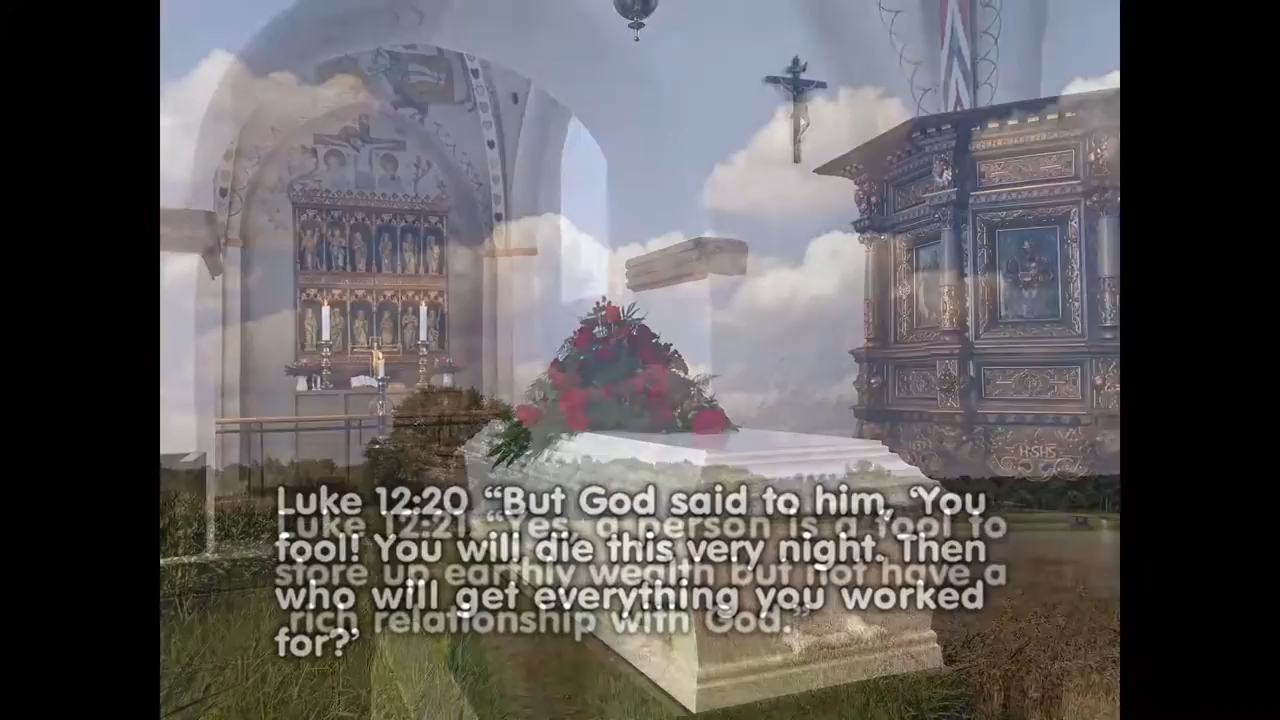 Luke 12:20 “But God said to him, ‘You
fool! You will die this very night. Then
who will get everything you worked
for?’
Luke 12:21 “Yes, a person is a fool to
store up earthly wealth but not have a
rich relationship with God.”
H·SHS